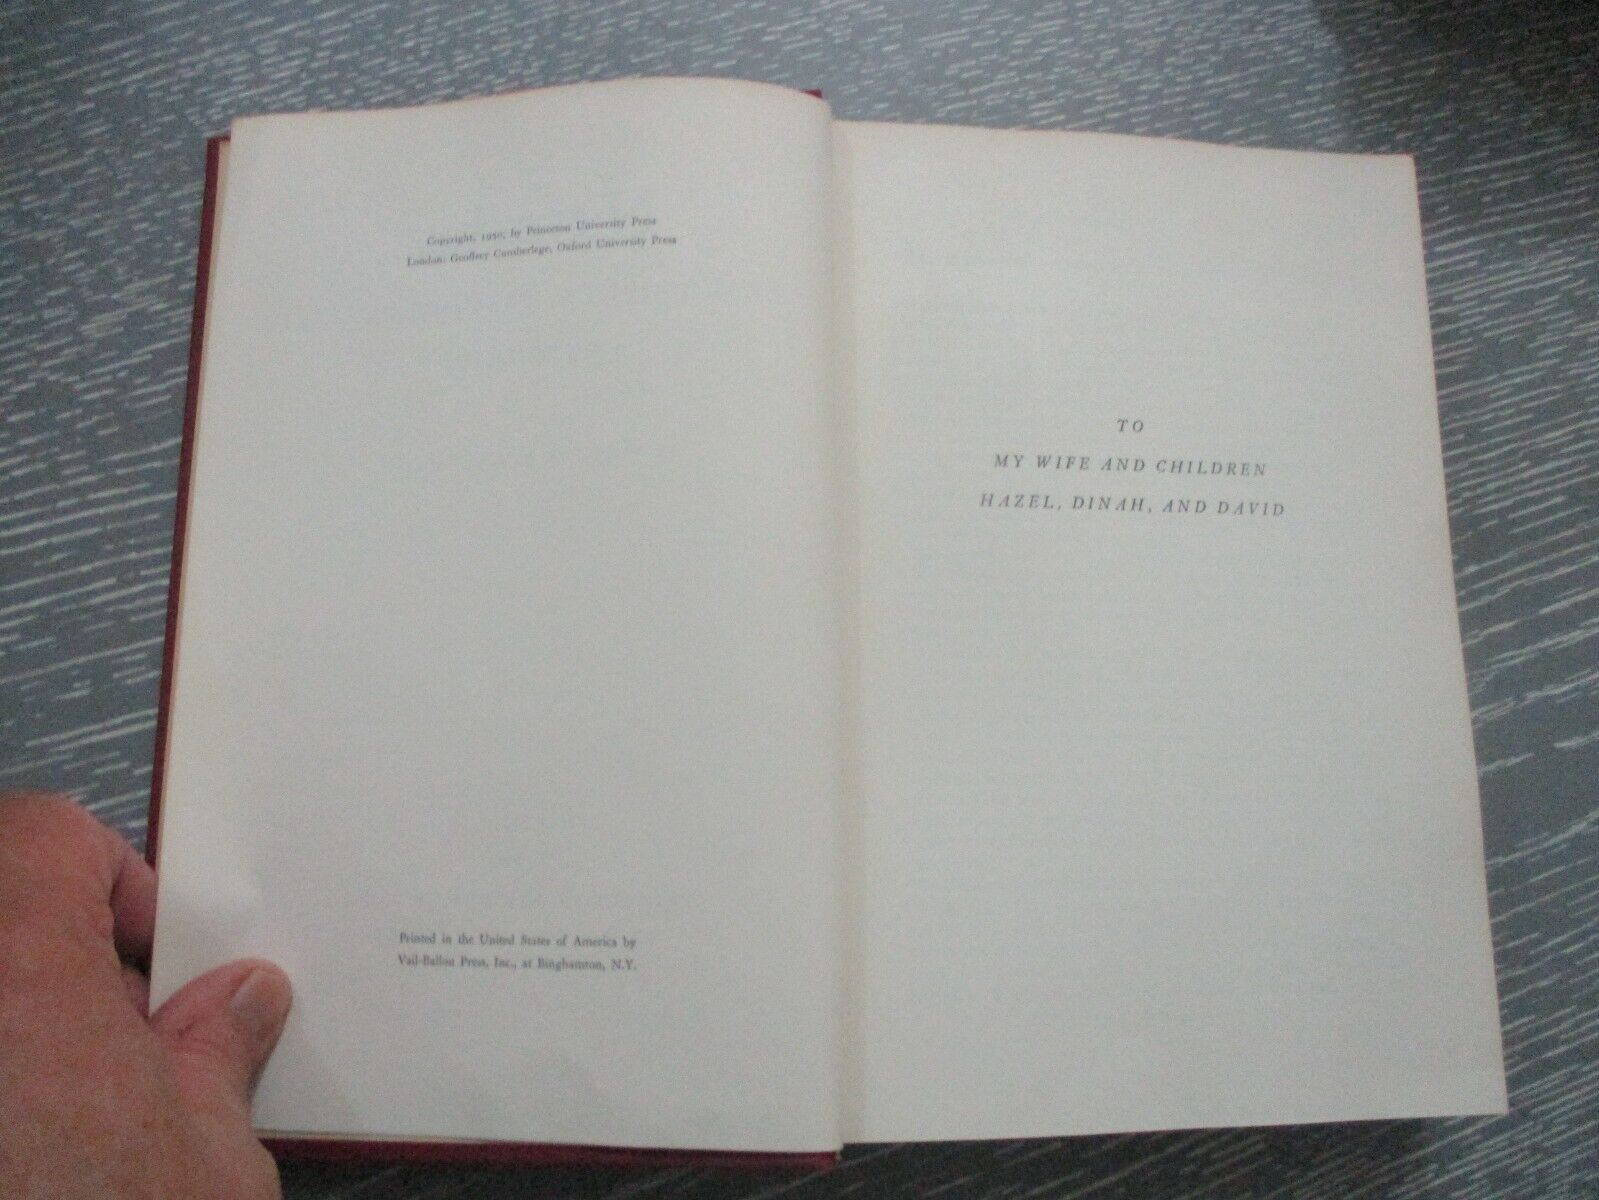 Copyright, 1950, by Princeton University Press
London: Geoffrey Cumberlege, Oxford University Press
Printed in the United States of America by
Vail-Ballou Press, Inc., at Binghamton, N.Y.
TO
MY WIFE AND CHILDREN
HAZEL, DINAH, AND DAVID